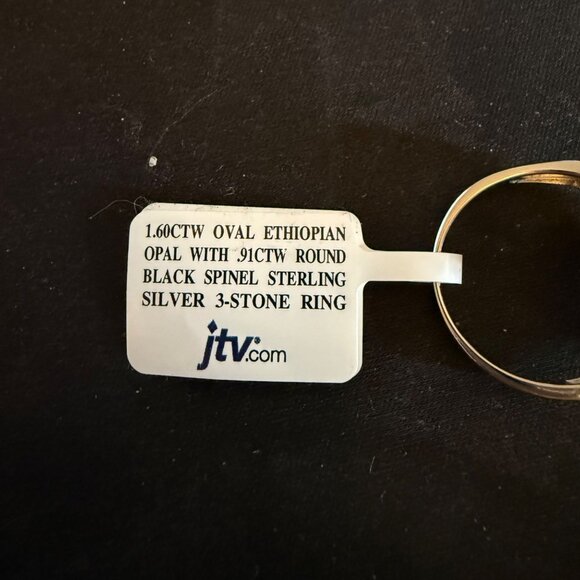 1.60CTW OVAL ETHIOPIAN
OPAL WITH .91CTW ROUND
BLACK SPINEL STERLING
SILVER 3-STONE RING
jtv.com